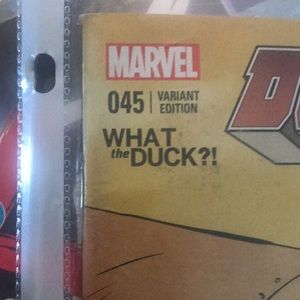 MARVEL
045 | VARIANT
EDITION
WHAT
the DUCK?!